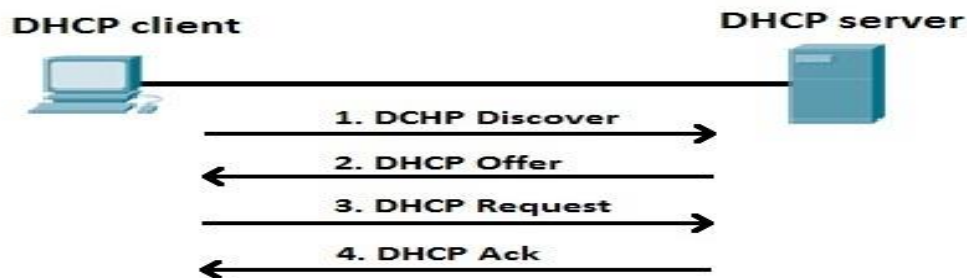 DHCP client
DHCP server
1. DCHP Discover
2. DHCP Offer
3. DHCP Request
4. DHCP Ack